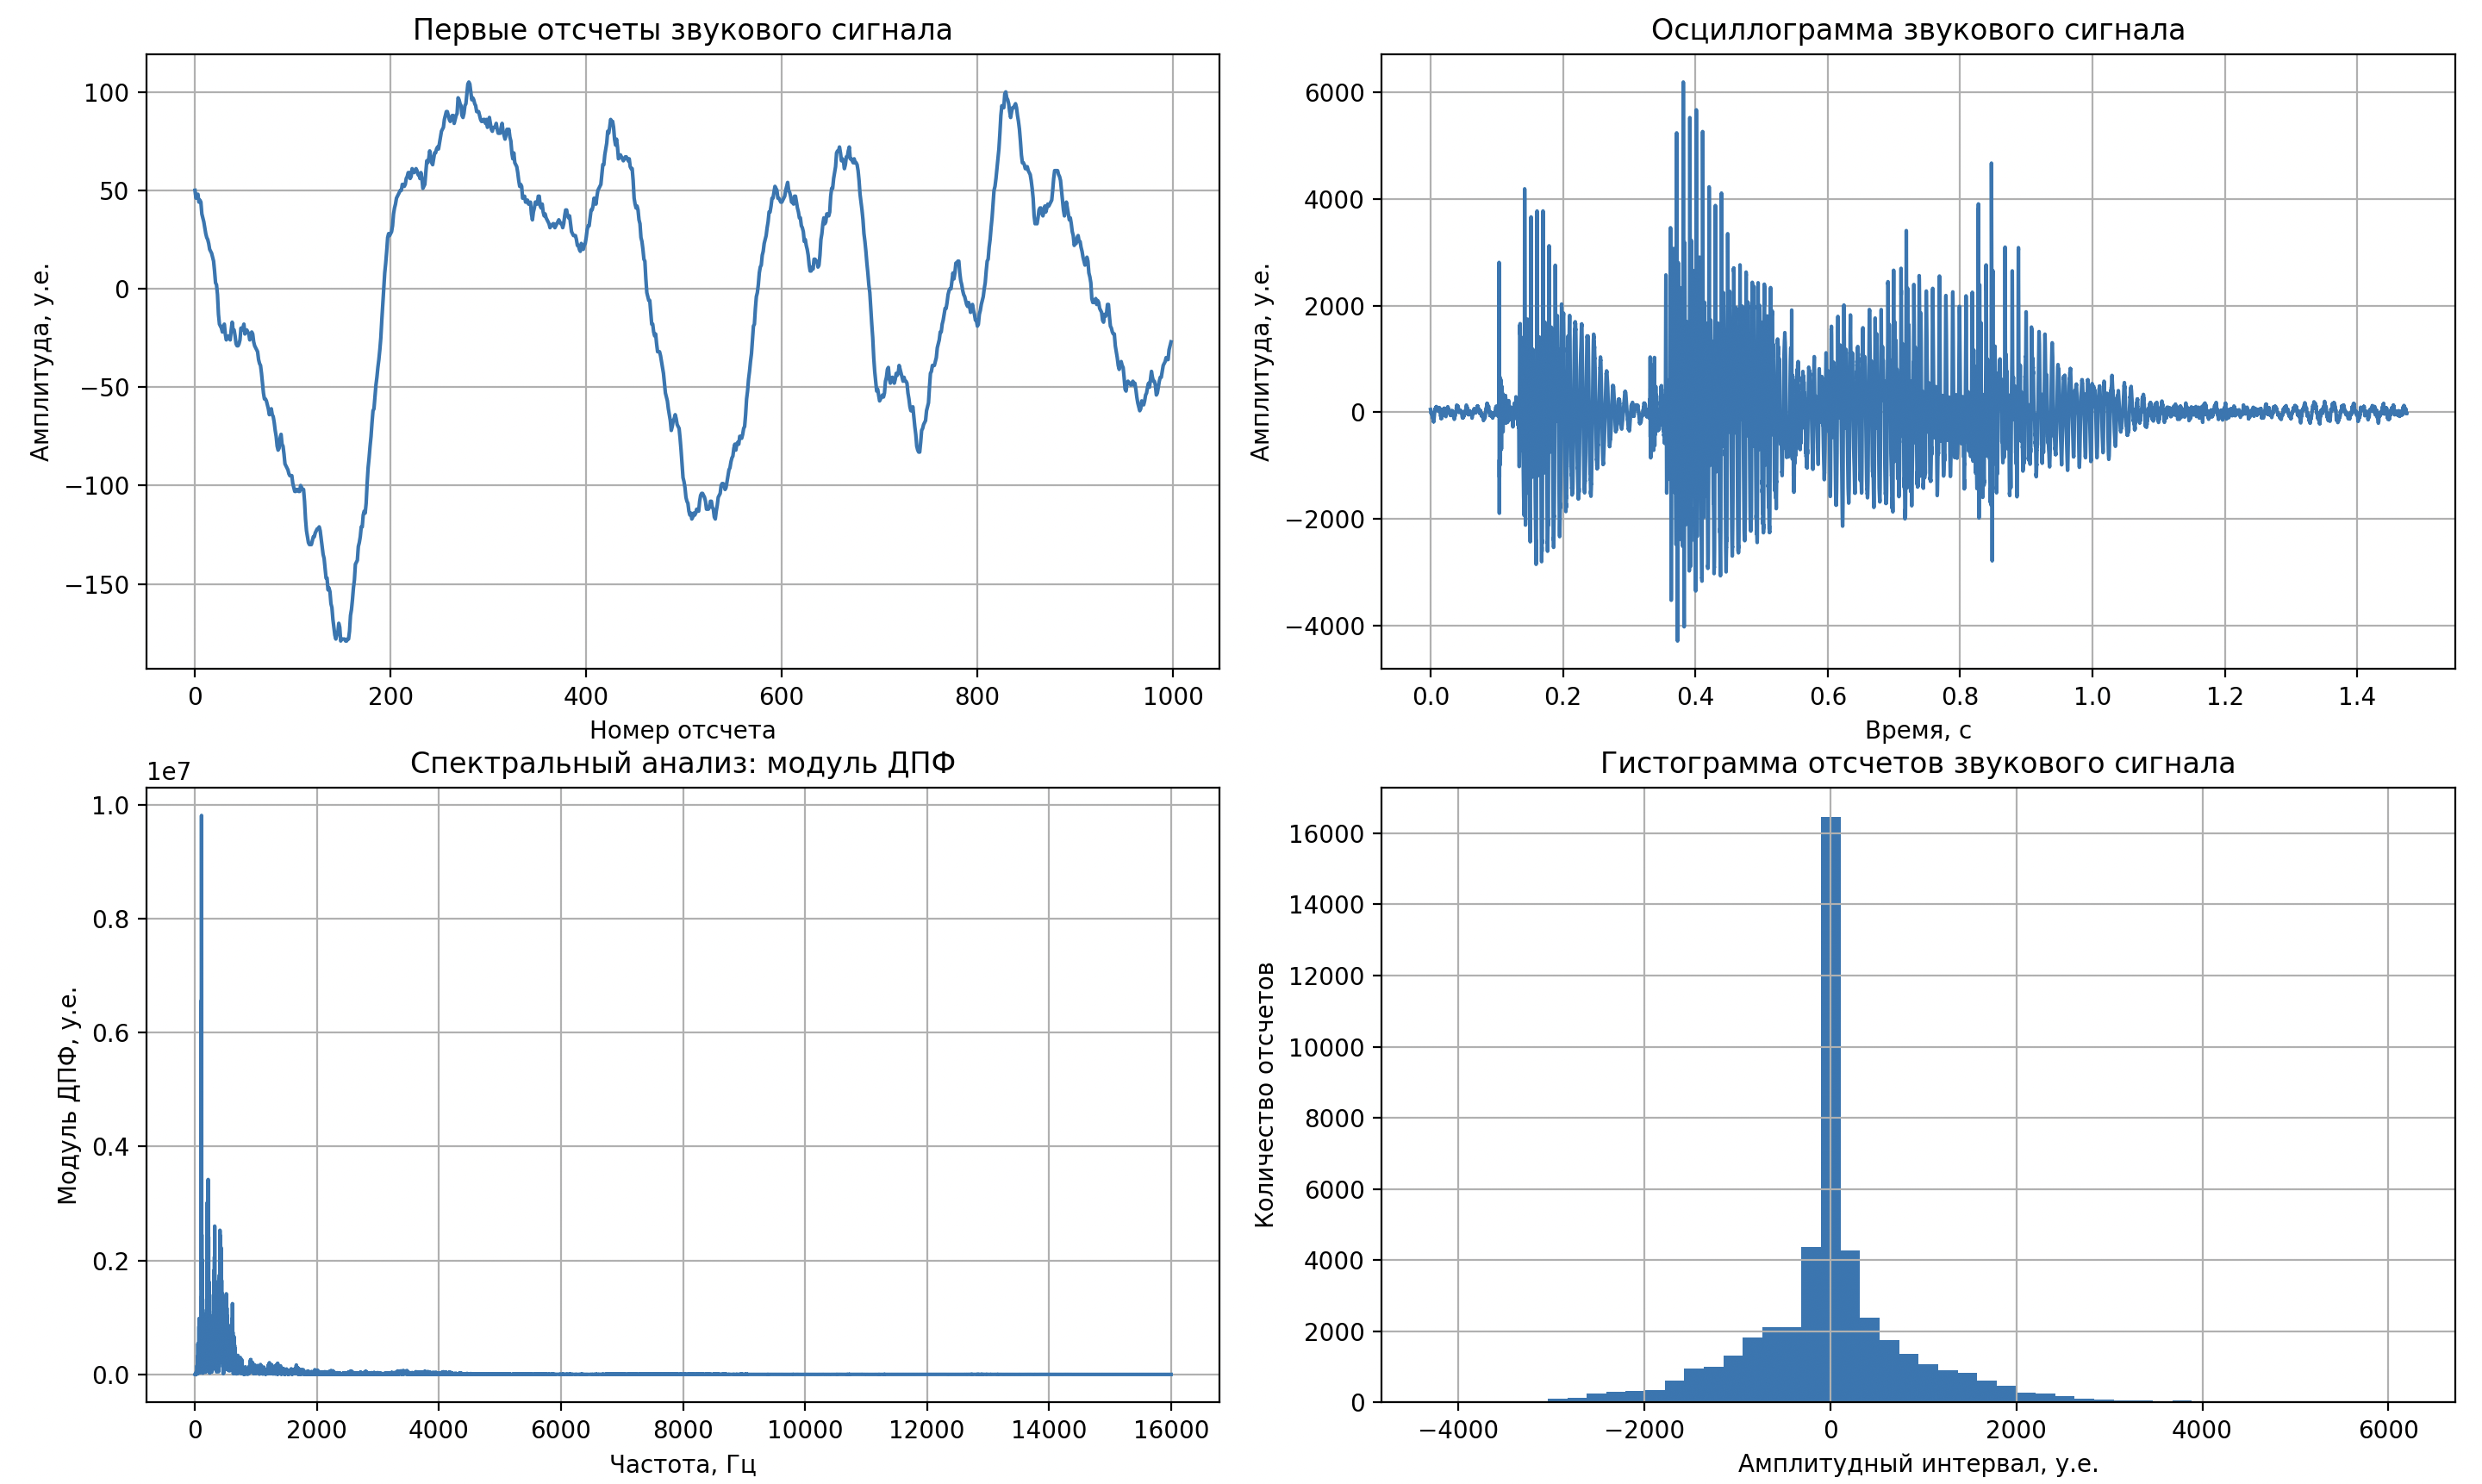 Первые отсчеты звукового сигнала
Амплитуда, у.е.
100
50
0
−50
−100
−150
0 200 400 600 800 1000
Номер отсчета
Осциллограмма звукового сигнала
Амплитуда, у.е.
6000
4000
2000
0
−2000
−4000
0.0 0.2 0.4 0.6 0.8 1.0 1.2 1.4
Время, с
Спектральный анализ: модуль ДПФ
1e7
Модуль ДПФ, у.е.
1.0
0.8
0.6
0.4
0.2
0.0
0 2000 4000 6000 8000 10000 12000 14000 16000
Частота, Гц
Гистограмма отсчетов звукового сигнала
Количество отсчетов
16000
14000
12000
10000
8000
6000
4000
2000
0
−4000 −2000 0 2000 4000 6000
Амплитудный интервал, у.е.